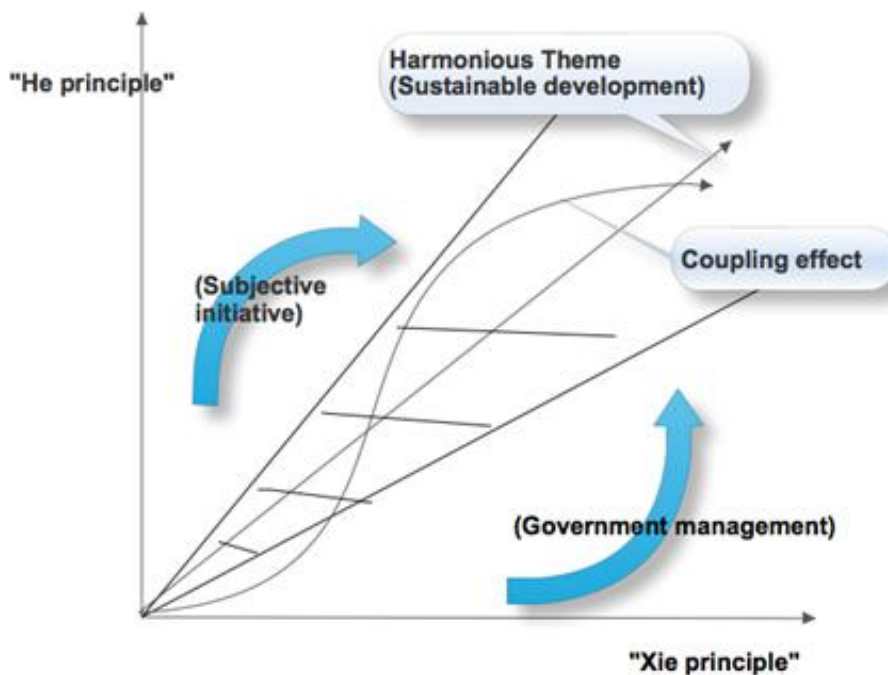 "He principle"
Harmonious Theme
(Sustainable development)
(Subjective
initiative)
Coupling effect
(Government management)
"Xie principle"